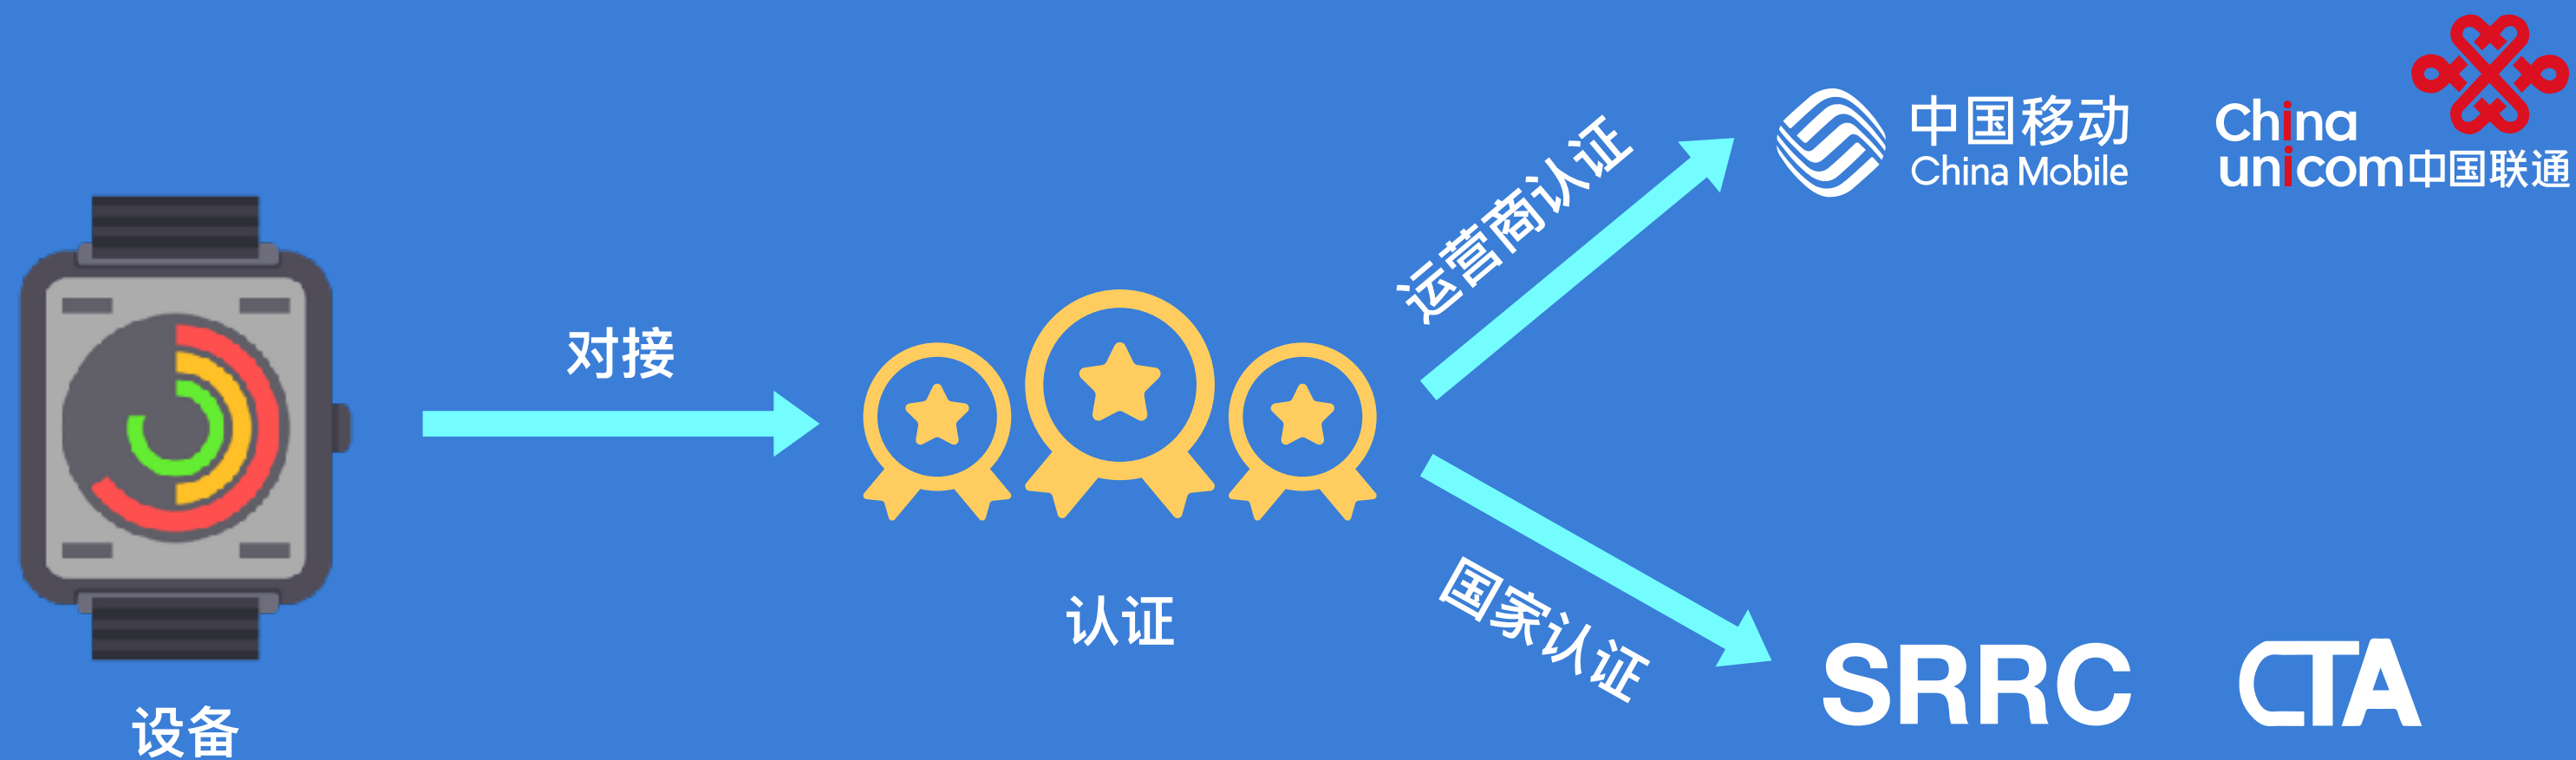 设备
对接
认证
运营商认证
中国移动
China Mobile
China
unicom中国联通
国家认证
SRRC
CTA